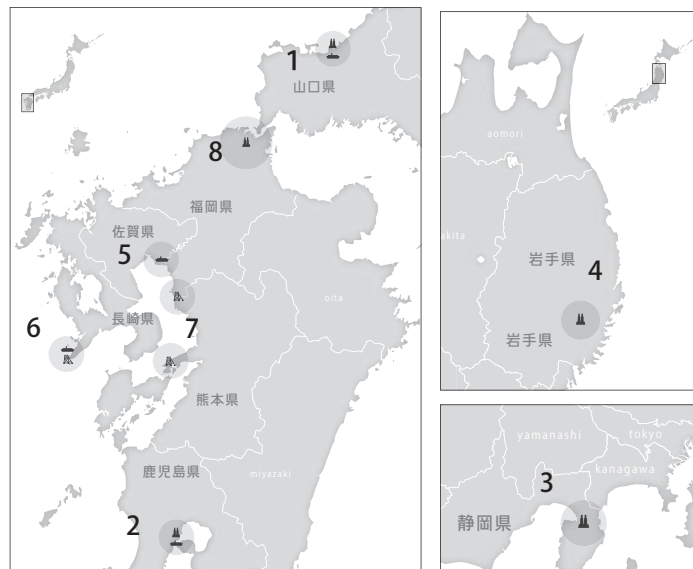 1
山口県
8
福岡県
佐賀県
5
oita
長崎県
6
7
熊本県
鹿児島県
miyazaki
2
aomori
akita
岩手県
4
岩手県
yamanashi
tokyo
kanagawa
3
静岡県